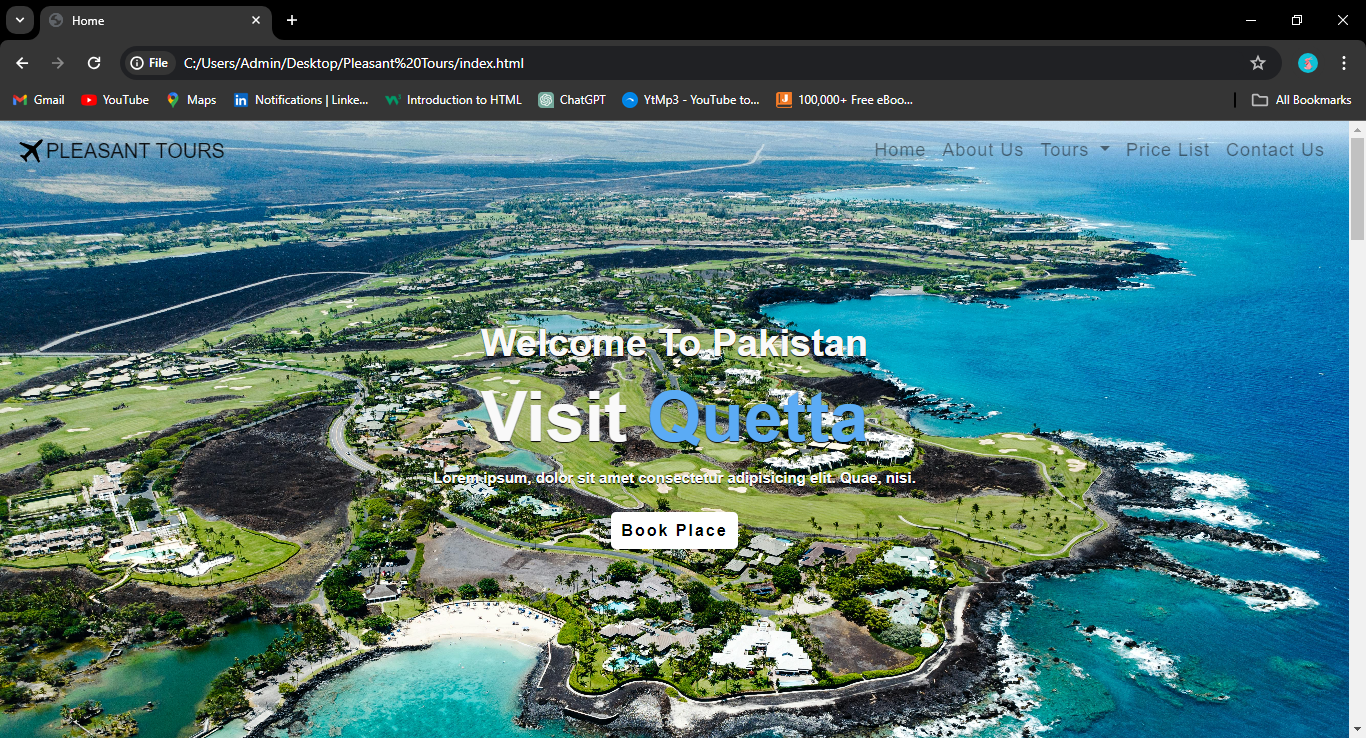 Home
File
C:/Users/Admin/Desktop/Pleasant%20Tours/index.html
Gmail YouTube Maps Notifications | Linke... Introduction to HTML ChatGPT YtMp3 - YouTube to... 100,000+ Free eBoo... All Bookmarks
PLEASANT TOURS Home About Us Tours Price List Contact Us
Welcome To Pakistan
Visit Quetta
Lorem ipsum, dolor sit amet consectetur adipisicing elit. Quae, nisi.
Book Place